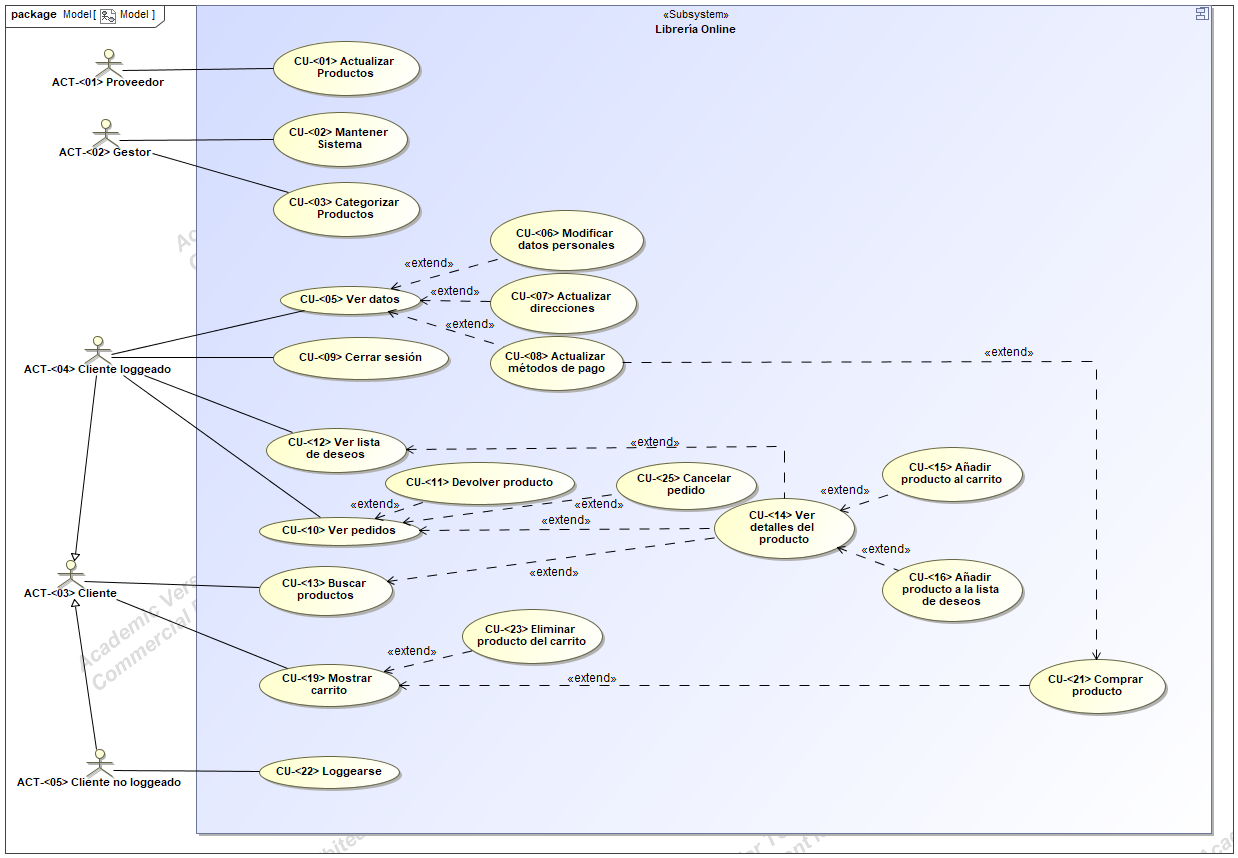 package Model [ Model ]
«Subsystem»
Librería Online
ACT-<01> Proveedor
CU-<01> Actualizar
Productos
ACT-<02> Gestor
CU-<02> Mantener
Sistema
CU-<03> Categorizar
Productos
CU-<06> Modificar
datos personales
«extend»
CU-<05> Ver datos
«extend»
CU-<07> Actualizar
direcciones
«extend»
CU-<08> Actualizar
métodos de pago
«extend»
ACT-<04> Cliente loggeado
CU-<09> Cerrar sesión
CU-<12> Ver lista
de deseos
«extend»
CU-<11> Devolver producto
CU-<25> Cancelar
pedido
CU-<15> Añadir
producto al carrito
«extend»
«extend»
«extend»
«extend»
CU-<10> Ver pedidos
CU-<14> Ver
detalles del
producto
«extend»
CU-<16> Añadir
producto a la lista
de deseos
«extend»
ACT-<03> Cliente
CU-<13> Buscar
productos
CU-<23> Eliminar
producto del carrito
«extend»
CU-<19> Mostrar
carrito
«extend»
CU-<21> Comprar
producto
ACT-<05> Cliente no loggeado
CU-<22> Loggearse
Academic Vers
Commercial